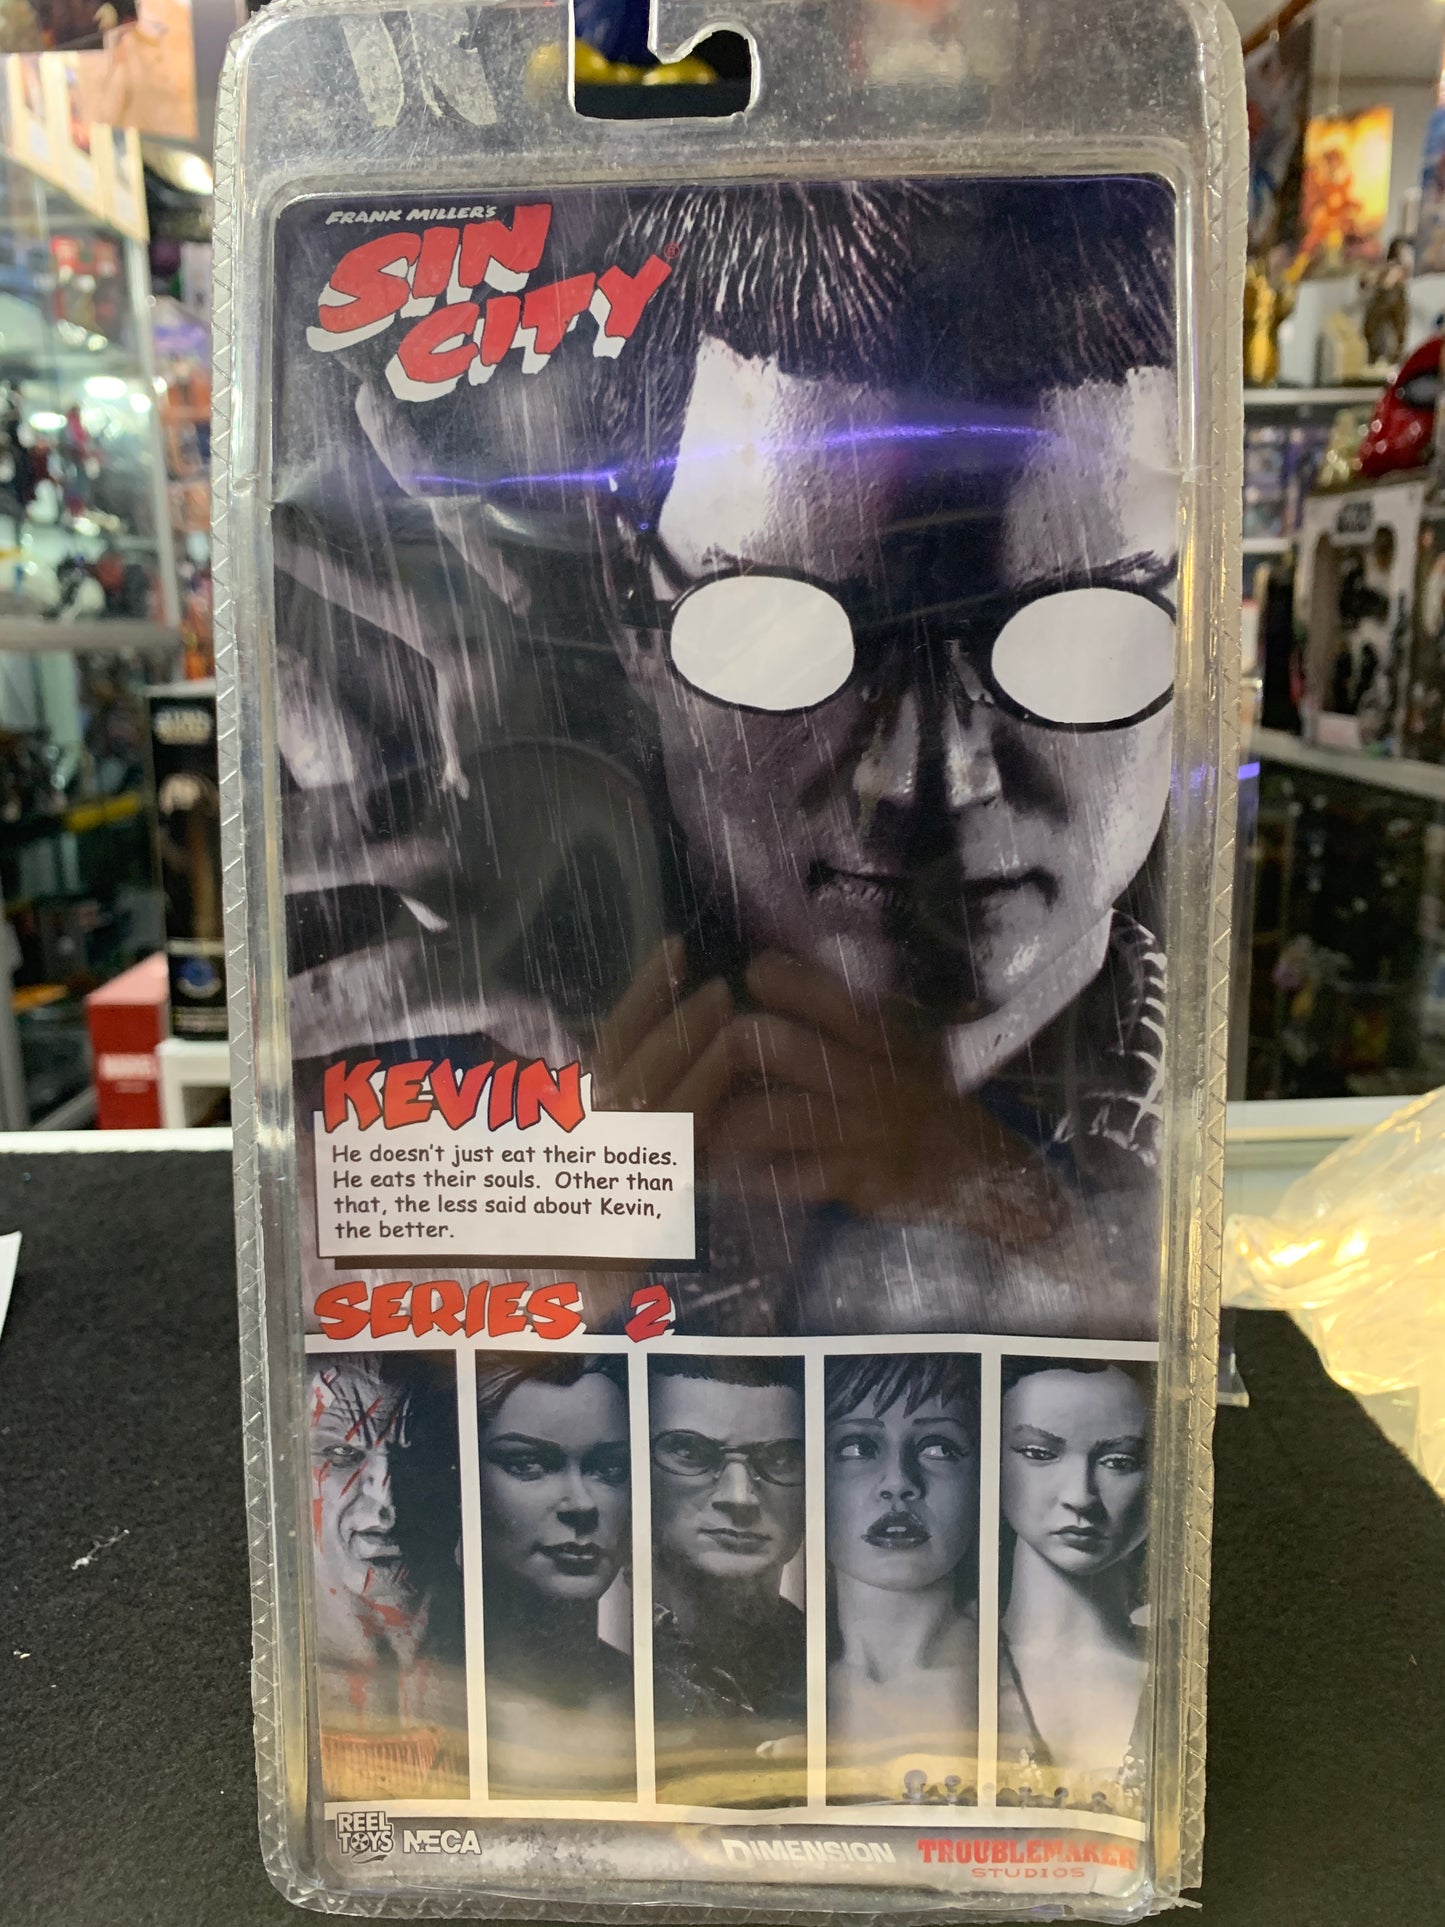 FRANK MILLER'S
SIN
CITY®
KEVIN
He doesn't just eat their bodies.
He eats their souls. Other than
that, the less said about Kevin,
the better.
SERIES 2
REEL
TOYS NECA
DIMENSION
TROUBLEMAKER
STUDIOS